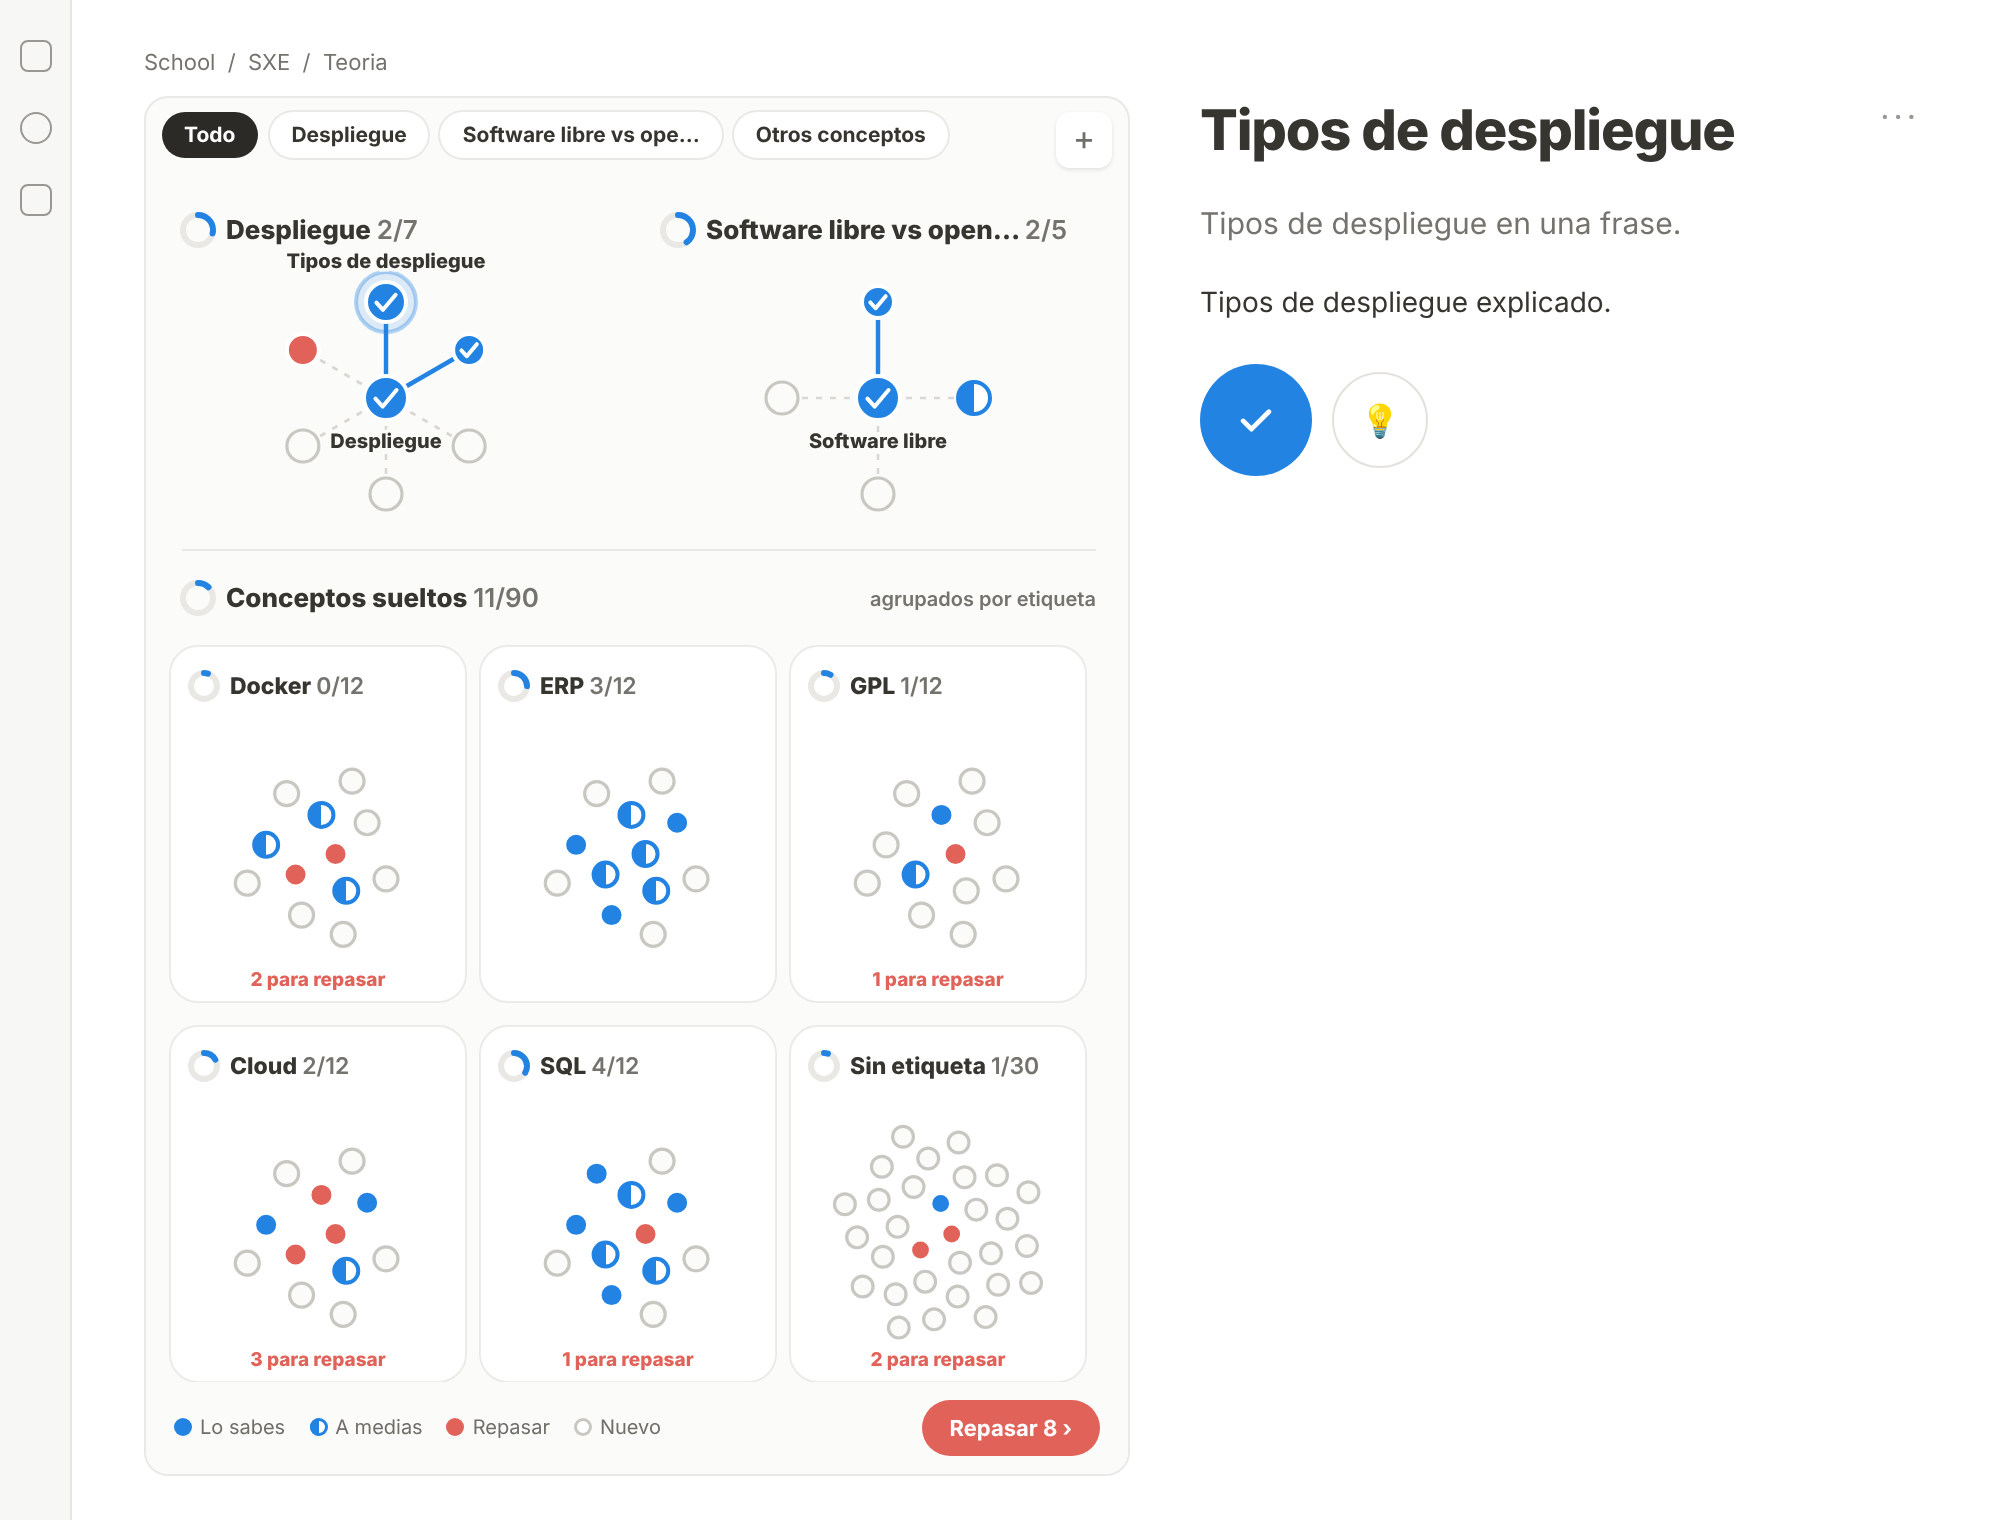 School / SXE / Teoria
Todo
Despliegue
Software libre vs ope...
Otros conceptos
+
Tipos de despliegue
...
Tipos de despliegue en una frase.
Tipos de despliegue explicado.
Despliegue 2/7
Tipos de despliegue
Despliegue
Software libre vs open... 2/5
Software libre
Conceptos sueltos 11/90
agrupados por etiqueta
Docker 0/12
2 para repasar
ERP 3/12
GPL 1/12
1 para repasar
Cloud 2/12
3 para repasar
SQL 4/12
1 para repasar
Sin etiqueta 1/30
2 para repasar
Lo sabes
A medias
Repasar
Nuevo
Repasar 8 ›